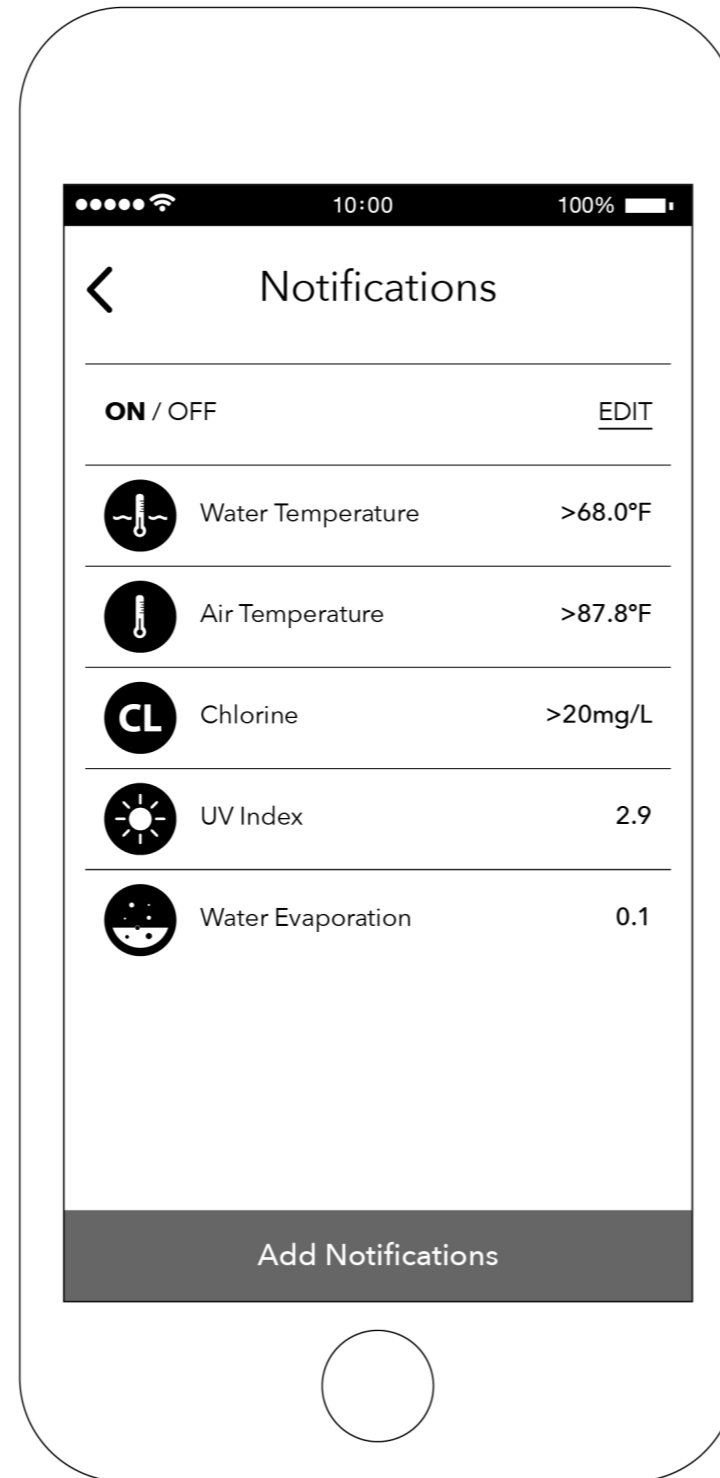 10:00 100%
Notifications
ON / OFF EDIT
Water Temperature >68.0°F
Air Temperature >87.8°F
CL Chlorine >20mg/L
UV Index 2.9
Water Evaporation 0.1
Add Notifications